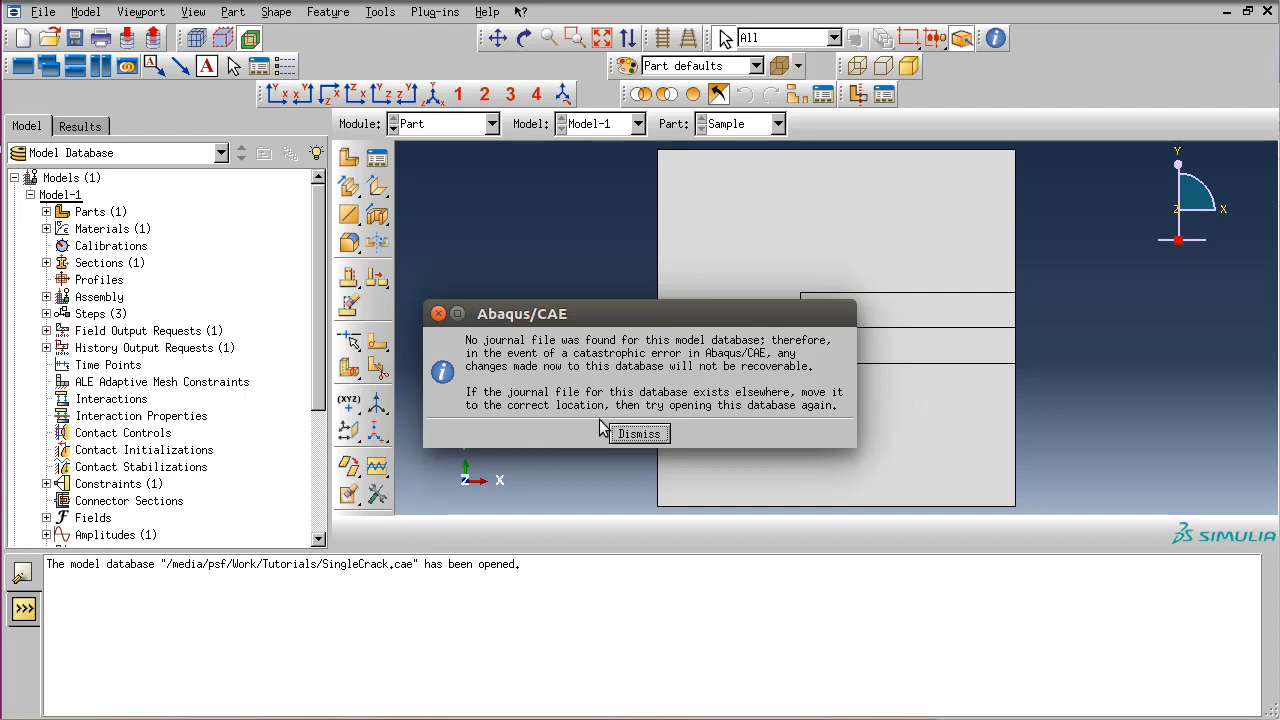 File Model Viewport View Part Shape Feature Tools Plug-ins Help
All
A Part defaults
1 2 3 4
Model Results Module: Part Model: Model-1 Part: Sample
Model Database
Models (1)
Model-1
Parts (1)
Materials (1)
Calibrations
Sections (1)
Profiles
Assembly
Steps (3)
Field Output Requests (1)
History Output Requests (1)
Time Points
ALE Adaptive Mesh Constraints
Interactions
Interaction Properties
Contact Controls
Contact Initializations
Contact Stabilizations
Constraints (1)
Connector Sections
Fields
Amplitudes (1)
(XYZ)
Y
Z X
Abaqus/CAE
No journal file was found for this model database; therefore,
in the event of a catastrophic error in Abaqus/CAE, any
changes made now to this database will not be recoverable.
If the journal file for this database exists elsewhere, move it
to the correct location, then try opening this database again.
Dismiss
Z X
SIMULIA
The model database "/media/psf/Work/Tutorials/SingleCrack.cae" has been opened.
>>>